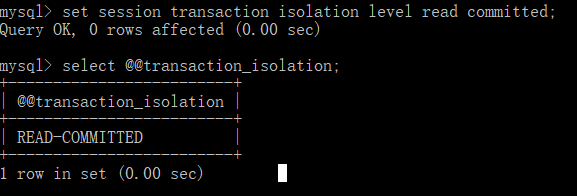 mysql> set session transaction isolation level read committed;
Query OK, 0 rows affected (0.00 sec)
mysql> select @@transaction_isolation;
+-------------------------+
| @@transaction_isolation |
+-------------------------+
| READ-COMMITTED          |
+-------------------------+
1 row in set (0.00 sec)